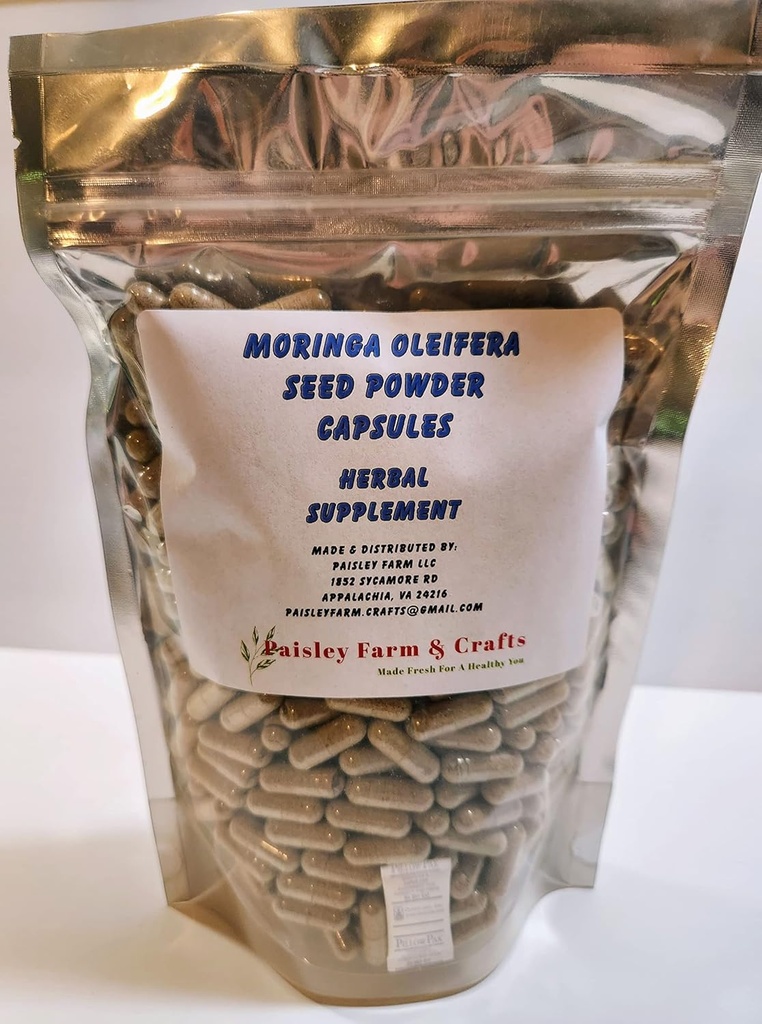 MORINGA OLEIFERA
SEED POWDER
CAPSULES
HERBAL
SUPPLEMENT
MADE & DISTRIBUTED BY:
PAISLEY FARM LLC
1852 SYCAMORE RD
APPALACHIA, VA 24216
PAISLEYFARM.CRAFTS@GMAIL.COM
Paisley Farm & Crafts
Made Fresh For A Healthy You